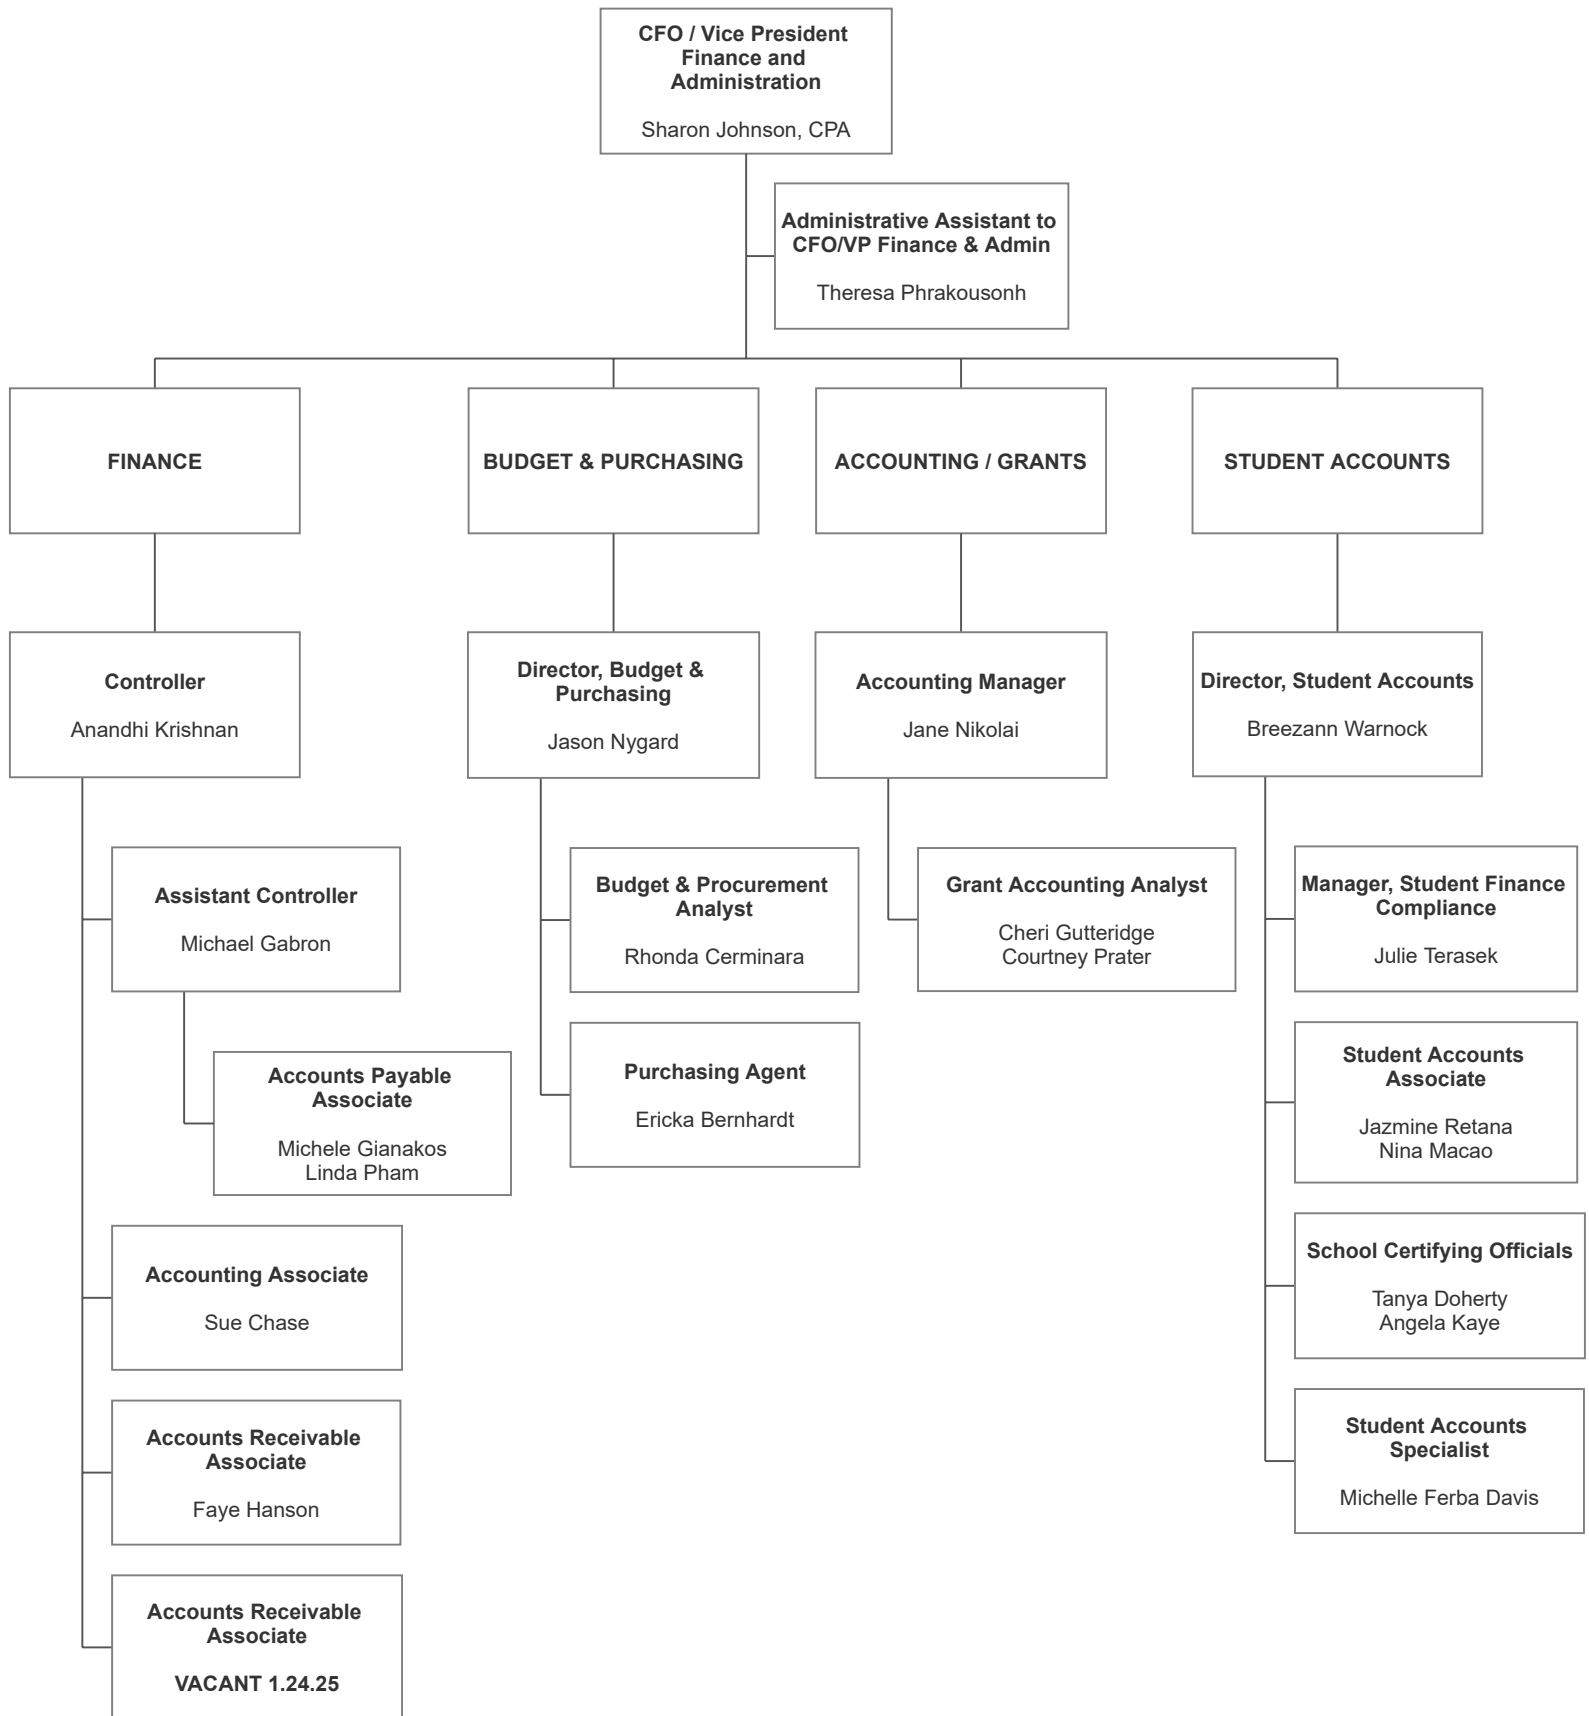 CFO / Vice President
Finance and
Administration
Sharon Johnson, CPA
Administrative Assistant to
CFO/VP Finance & Admin
Theresa Phrakousonh
FINANCE
BUDGET & PURCHASING
ACCOUNTING / GRANTS
STUDENT ACCOUNTS
Controller
Anandhi Krishnan
Director, Budget &
Purchasing
Jason Nygard
Accounting Manager
Jane Nikolai
Director, Student Accounts
Breezann Warnock
Assistant Controller
Michael Gabron
Accounts Payable
Associate
Michele Gianakos
Linda Pham
Accounting Associate
Sue Chase
Accounts Receivable
Associate
Faye Hanson
Accounts Receivable
Associate
VACANT 1.24.25
Budget & Procurement
Analyst
Rhonda Cerminara
Purchasing Agent
Ericka Bernhardt
Grant Accounting Analyst
Cheri Gutteridge
Courtney Prater
Manager, Student Finance
Compliance
Julie Terasek
Student Accounts
Associate
Jazmine Retana
Nina Macao
School Certifying Officials
Tanya Doherty
Angela Kaye
Student Accounts
Specialist
Michelle Ferba Davis